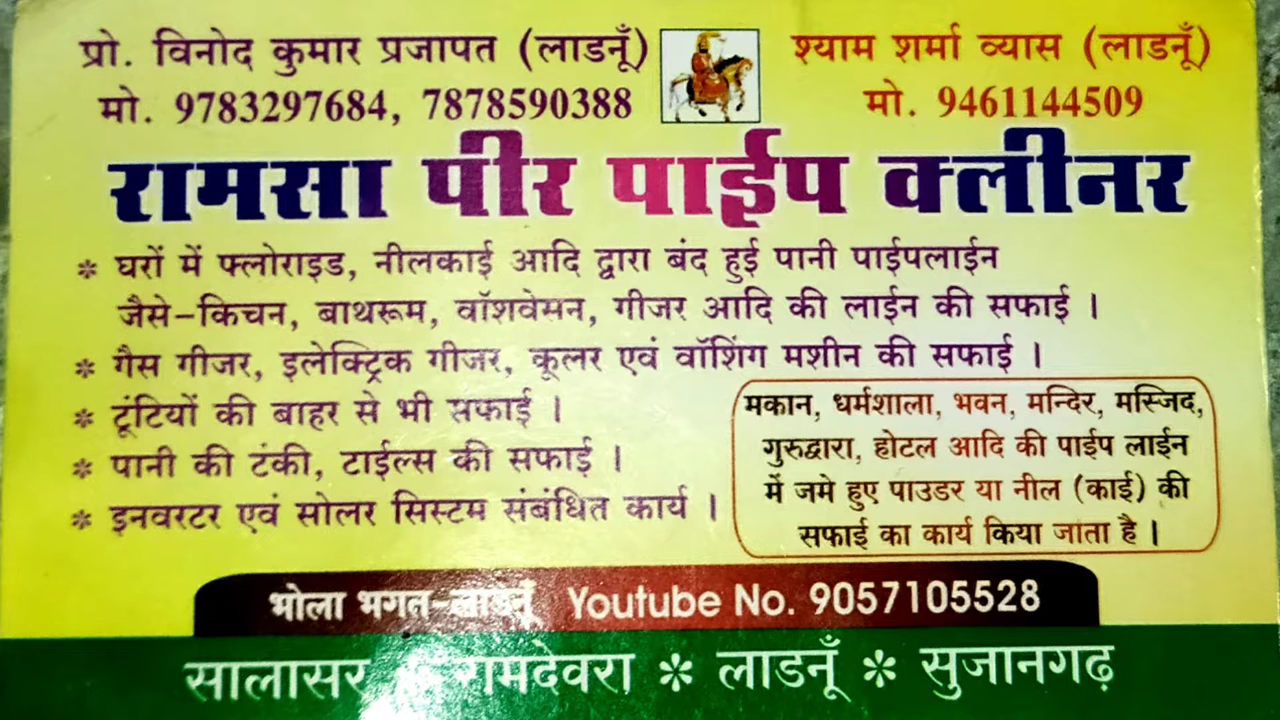 प्रो. विनोद कुमार प्रजापत (लाडनूँ)
मो. 9783297684, 7878590388
श्याम शर्मा व्यास (लाडनूँ)
मो. 9461144509
रामसा पीर पाईप क्लीनर
* घरों में फ्लोराइड, नीलकाई आदि द्वारा बंद हुई पानी पाईपलाईन
जैसे-किचन, बाथरूम, वॉशवेसन, गीजर आदि की लाईन की सफाई ।
* गैस गीजर, इलेक्ट्रिक गीजर, कूलर एवं वॉशिंग मशीन की सफाई ।
* टूंटियों की बाहर से भी सफाई ।
* पानी की टंकी, टाईल्स की सफाई ।
* इनवरटर एवं सोलर सिस्टम संबंधित कार्य ।
मकान, धर्मशाला, भवन, मन्दिर, मस्जिद,
गुरुद्वारा, होटल आदि की पाईप लाईन
में जमे हुए पाउडर या नील (काई) की
सफाई का कार्य किया जाता है ।
भोला भगत-लाडनूँ Youtube No. 9057105528
सालासर * रामदेवरा * लाडनूँ * सुजानगढ़